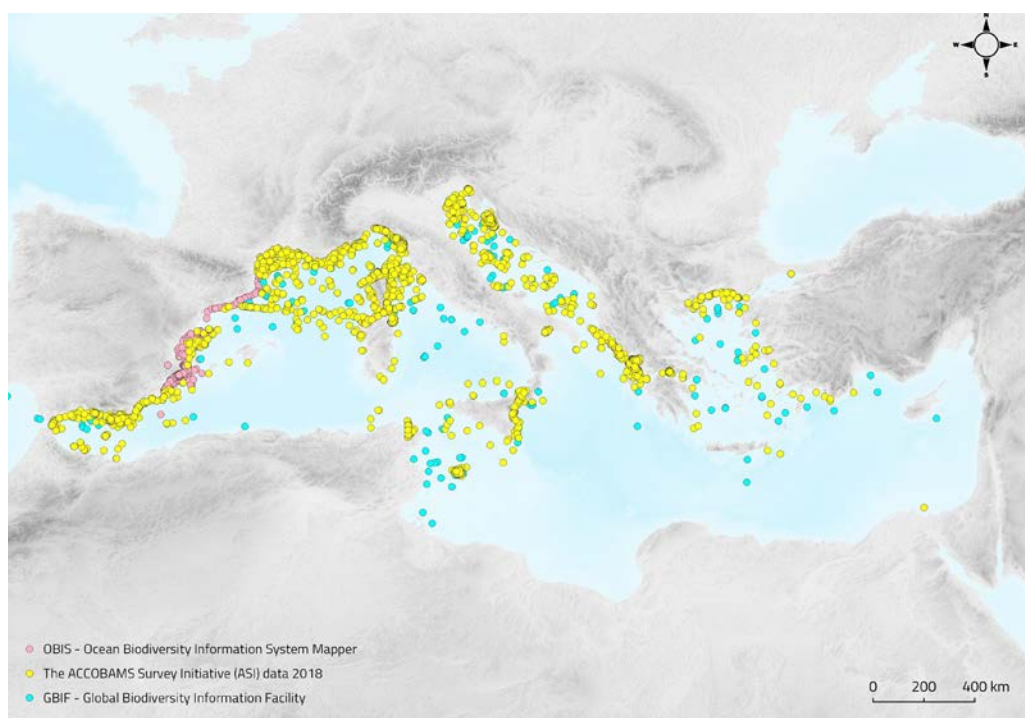 N
W E
S
OBIS - Ocean Biodiversity Information System Mapper
The ACCOBAMS Survey Initiative (ASI) data 2018
GBIF - Global Biodiversity Information Facility
0 200 400 km